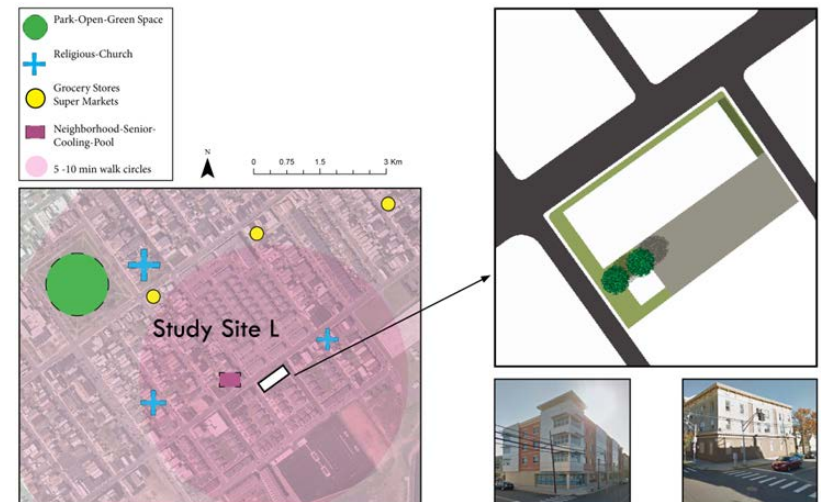 Park-Open-Green Space
Religious-Church
Grocery Stores
Super Markets
Neighborhood-Senior-
Cooling-Pool
5 -10 min walk circles
N
0 0.75 1.5 3 Km
Study Site L